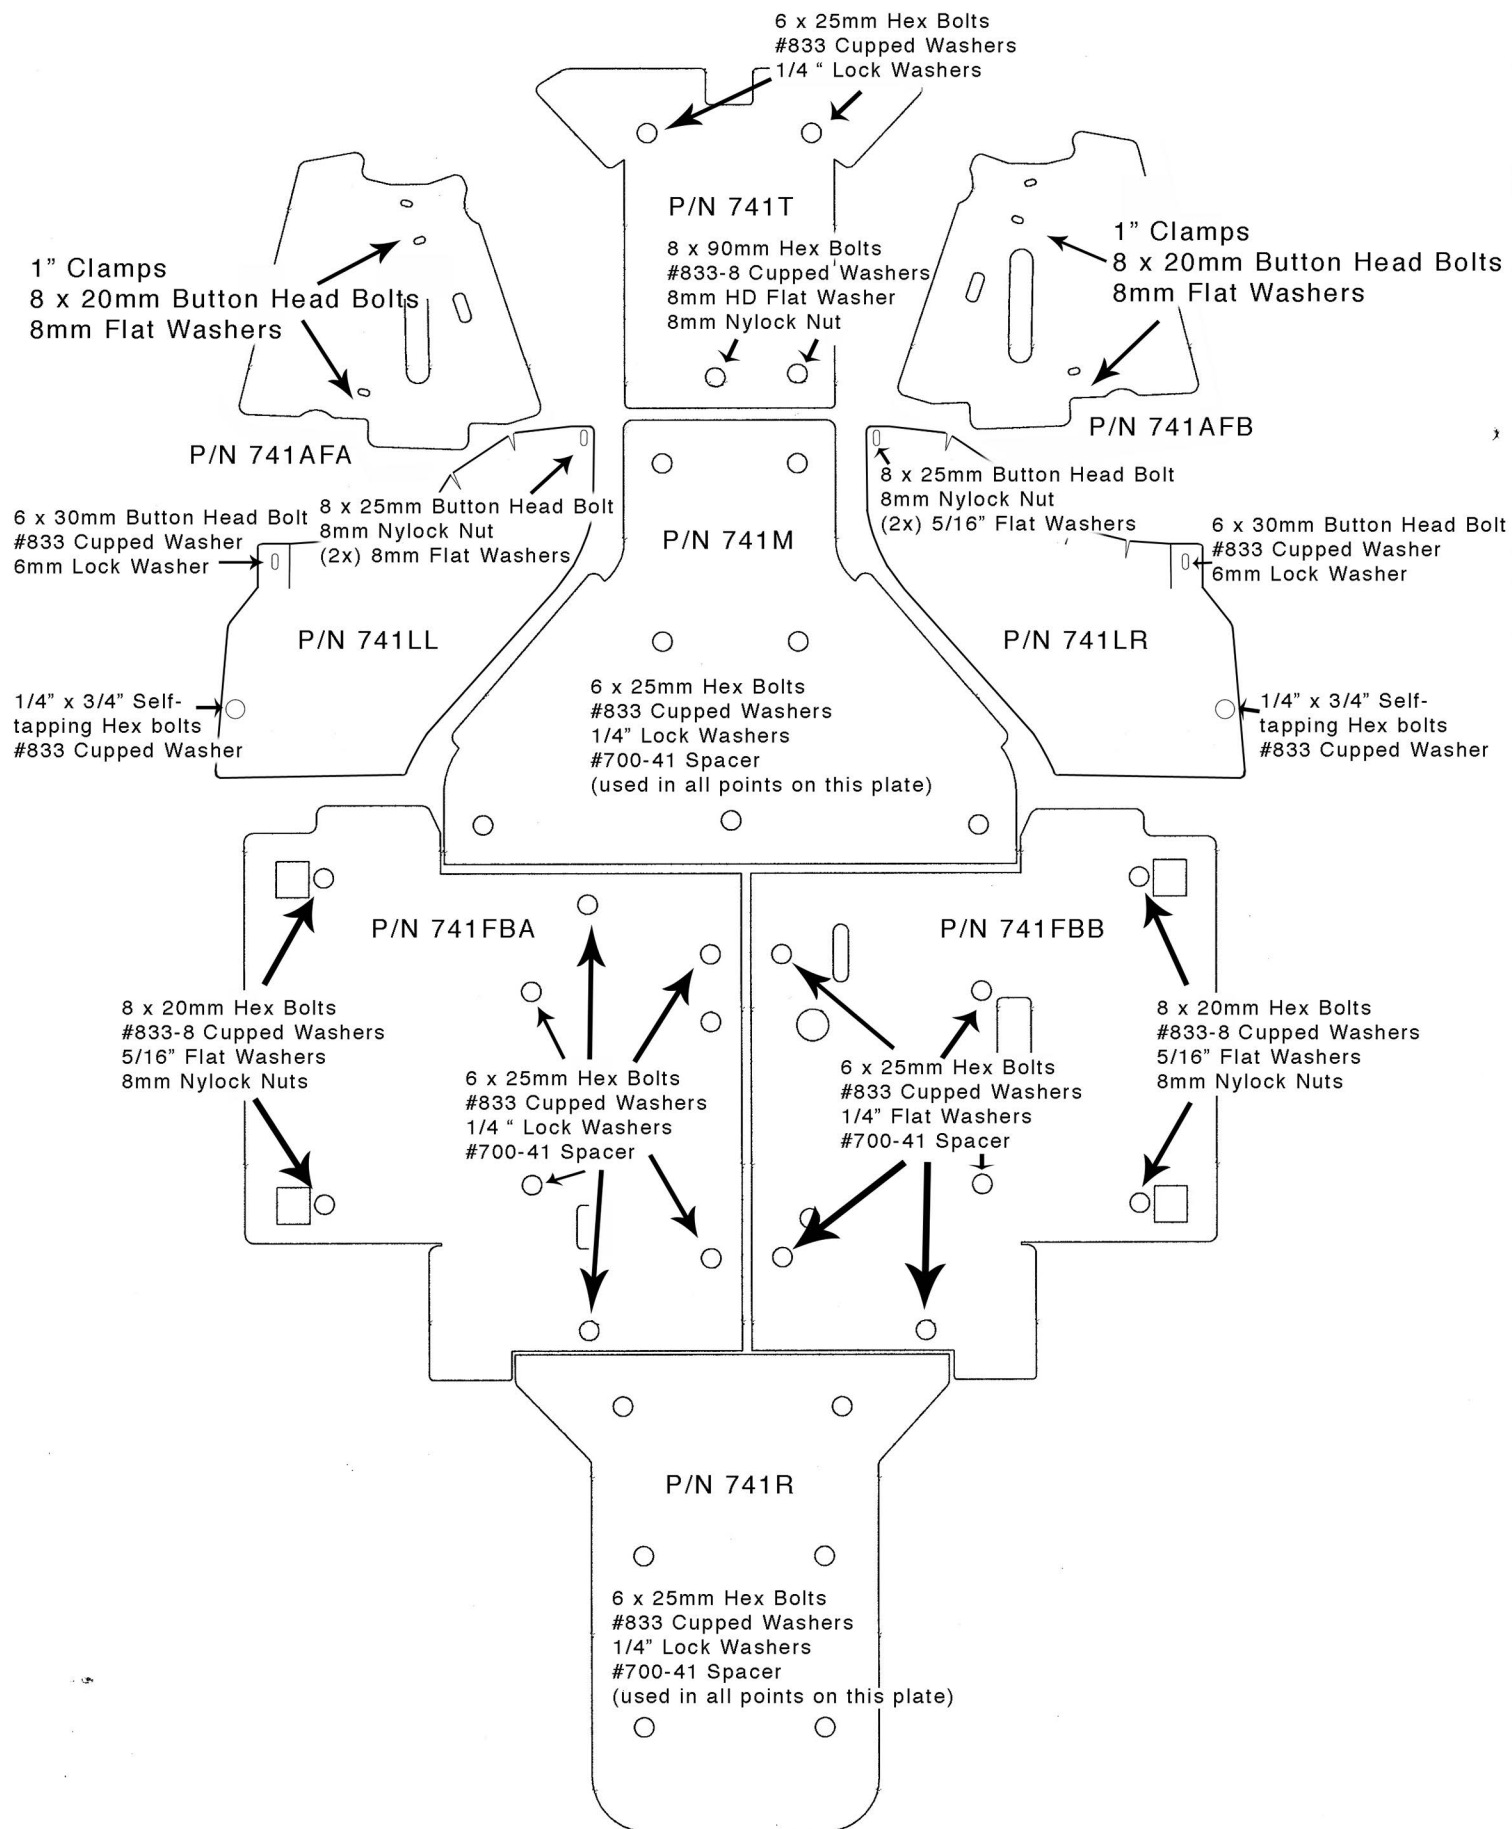 6 x 25mm Hex Bolts
#833 Cupped Washers
1/4 “ Lock Washers
P/N 741T
8 x 90mm Hex Bolts
#833-8 Cupped Washers
8mm HD Flat Washer
8mm Nylock Nut
1” Clamps
8 x 20mm Button Head Bolts
8mm Flat Washers
P/N 741AFA
1” Clamps
8 x 20mm Button Head Bolts
8mm Flat Washers
P/N 741AFB
6 x 30mm Button Head Bolt
#833 Cupped Washer
6mm Lock Washer
8 x 25mm Button Head Bolt
8mm Nylock Nut
(2x) 8mm Flat Washers
P/N 741M
8 x 25mm Button Head Bolt
8mm Nylock Nut
(2x) 5/16” Flat Washers
6 x 30mm Button Head Bolt
#833 Cupped Washer
6mm Lock Washer
P/N 741LL
P/N 741LR
1/4” x 3/4” Self-
tapping Hex bolts
#833 Cupped Washer
6 x 25mm Hex Bolts
#833 Cupped Washers
1/4” Lock Washers
#700-41 Spacer
(used in all points on this plate)
1/4” x 3/4” Self-
tapping Hex bolts
#833 Cupped Washer
P/N 741FBA
P/N 741FBB
8 x 20mm Hex Bolts
#833-8 Cupped Washers
5/16” Flat Washers
8mm Nylock Nuts
6 x 25mm Hex Bolts
#833 Cupped Washers
1/4 “ Lock Washers
#700-41 Spacer
6 x 25mm Hex Bolts
#833 Cupped Washers
1/4” Flat Washers
#700-41 Spacer
8 x 20mm Hex Bolts
#833-8 Cupped Washers
5/16” Flat Washers
8mm Nylock Nuts
P/N 741R
6 x 25mm Hex Bolts
#833 Cupped Washers
1/4” Lock Washers
#700-41 Spacer
(used in all points on this plate)